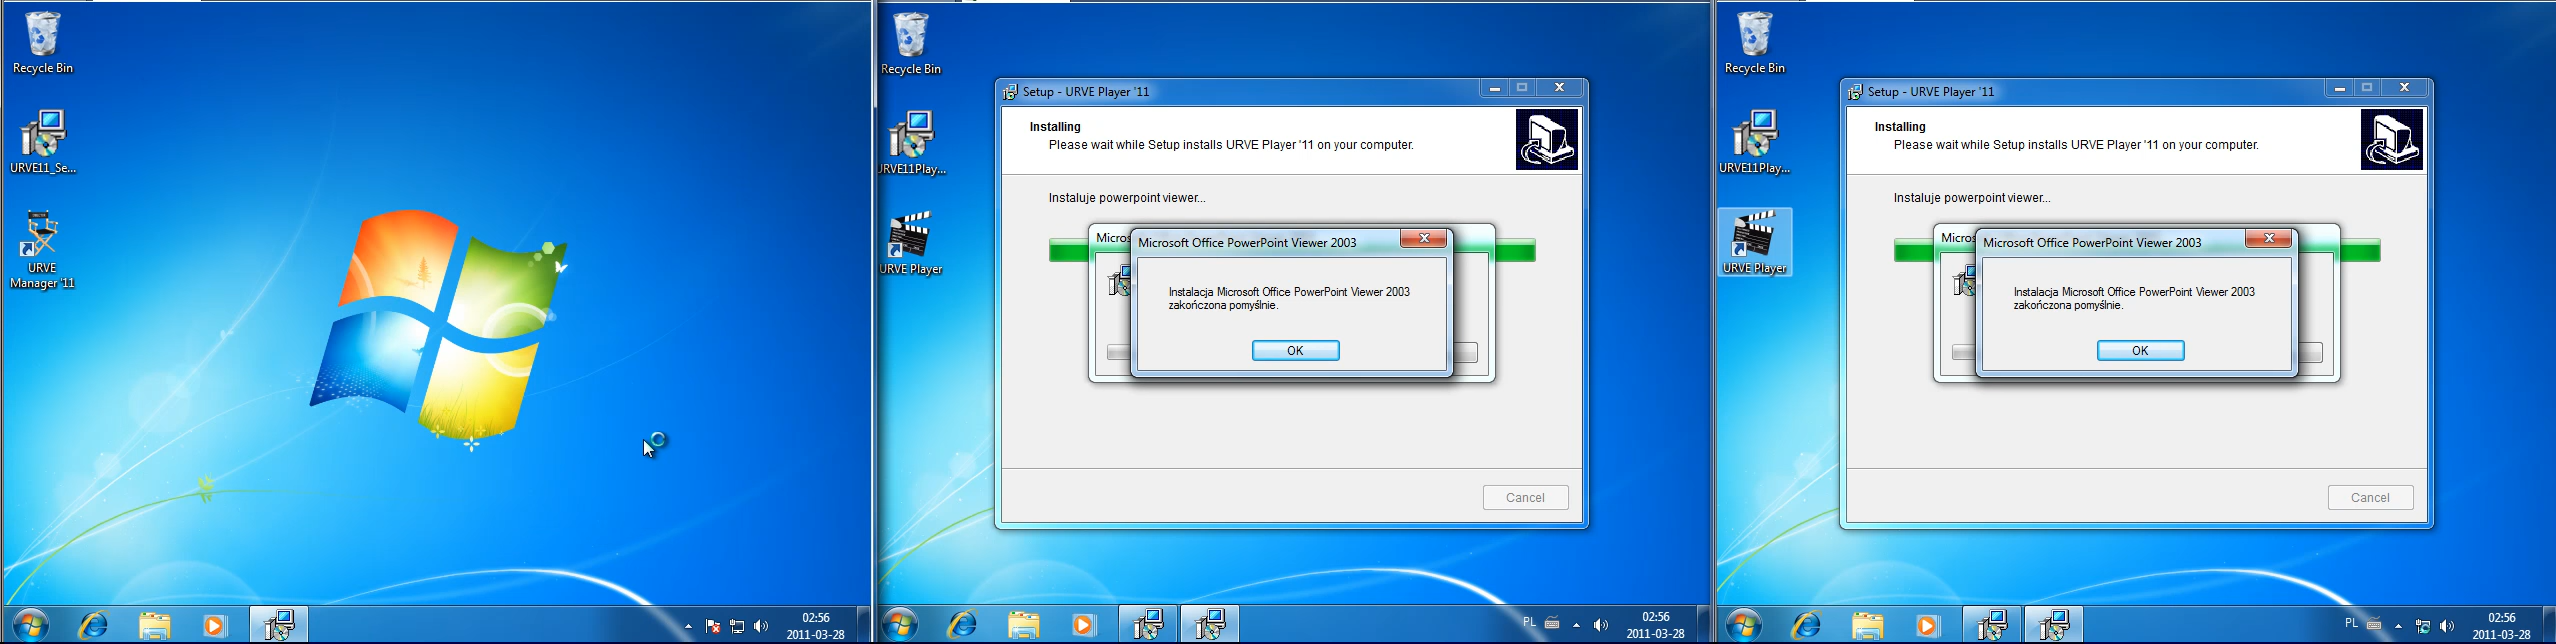 Recycle Bin
URVE11_Se...
URVE
Manager '11
02:56
2011-03-28
Recycle Bin
URVE11Play...
URVE Player
Setup - URVE Player '11
Installing
Please wait while Setup installs URVE Player '11 on your computer.
Instaluje powerpoint viewer...
Micros
Microsoft Office PowerPoint Viewer 2003
Instalacja Microsoft Office PowerPoint Viewer 2003
zakończona pomyślnie.
OK
Cancel
PL
02:56
2011-03-28
Recycle Bin
URVE11Play...
URVE Player
Setup - URVE Player '11
Installing
Please wait while Setup installs URVE Player '11 on your computer.
Instaluje powerpoint viewer...
Micros
Microsoft Office PowerPoint Viewer 2003
Instalacja Microsoft Office PowerPoint Viewer 2003
zakończona pomyślnie.
OK
Cancel
PL
02:56
2011-03-28